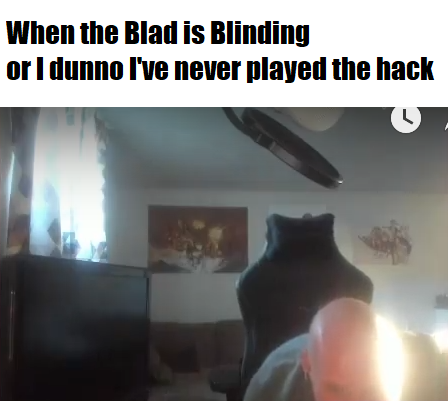 When the Blad is Blinding
or I dunno I've never played the hack